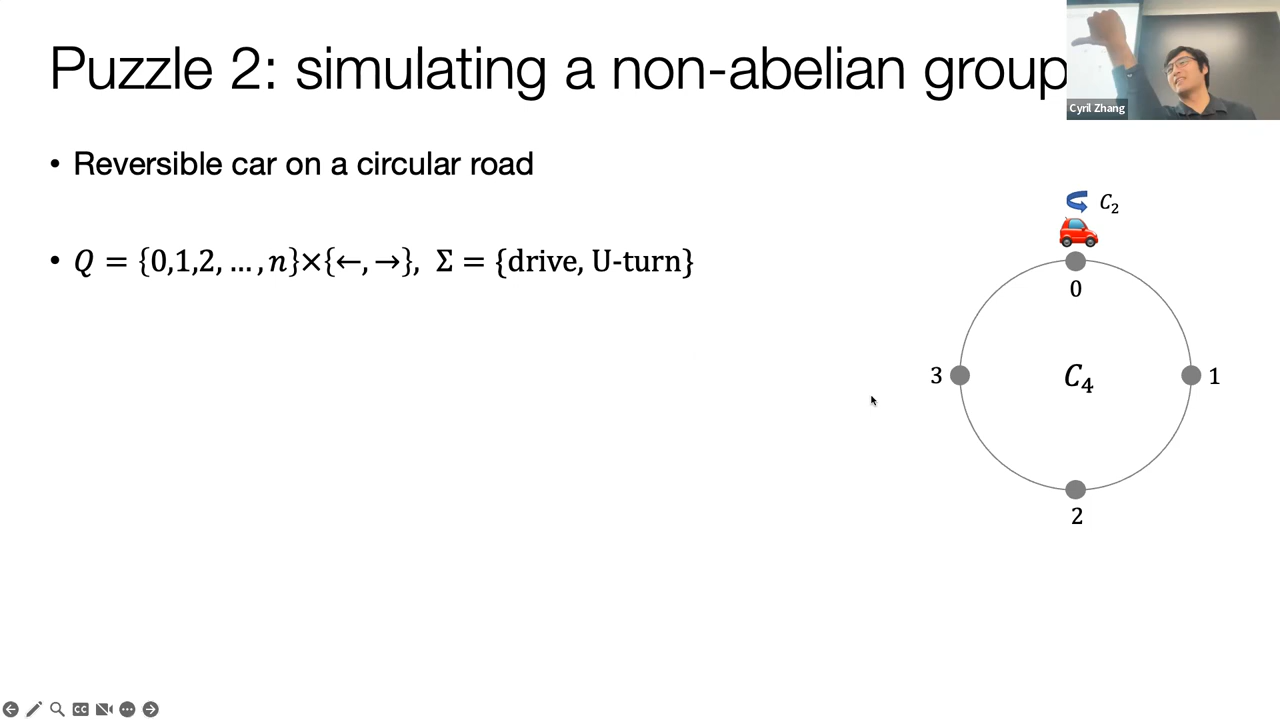 Puzzle 2: simulating a non-abelian group
Cyril Zhang
• Reversible car on a circular road
C₂
• Q = {0,1,2, …, n}×{←, →}, Σ = {drive, U-turn}
0
3
C₄
1
2
CC